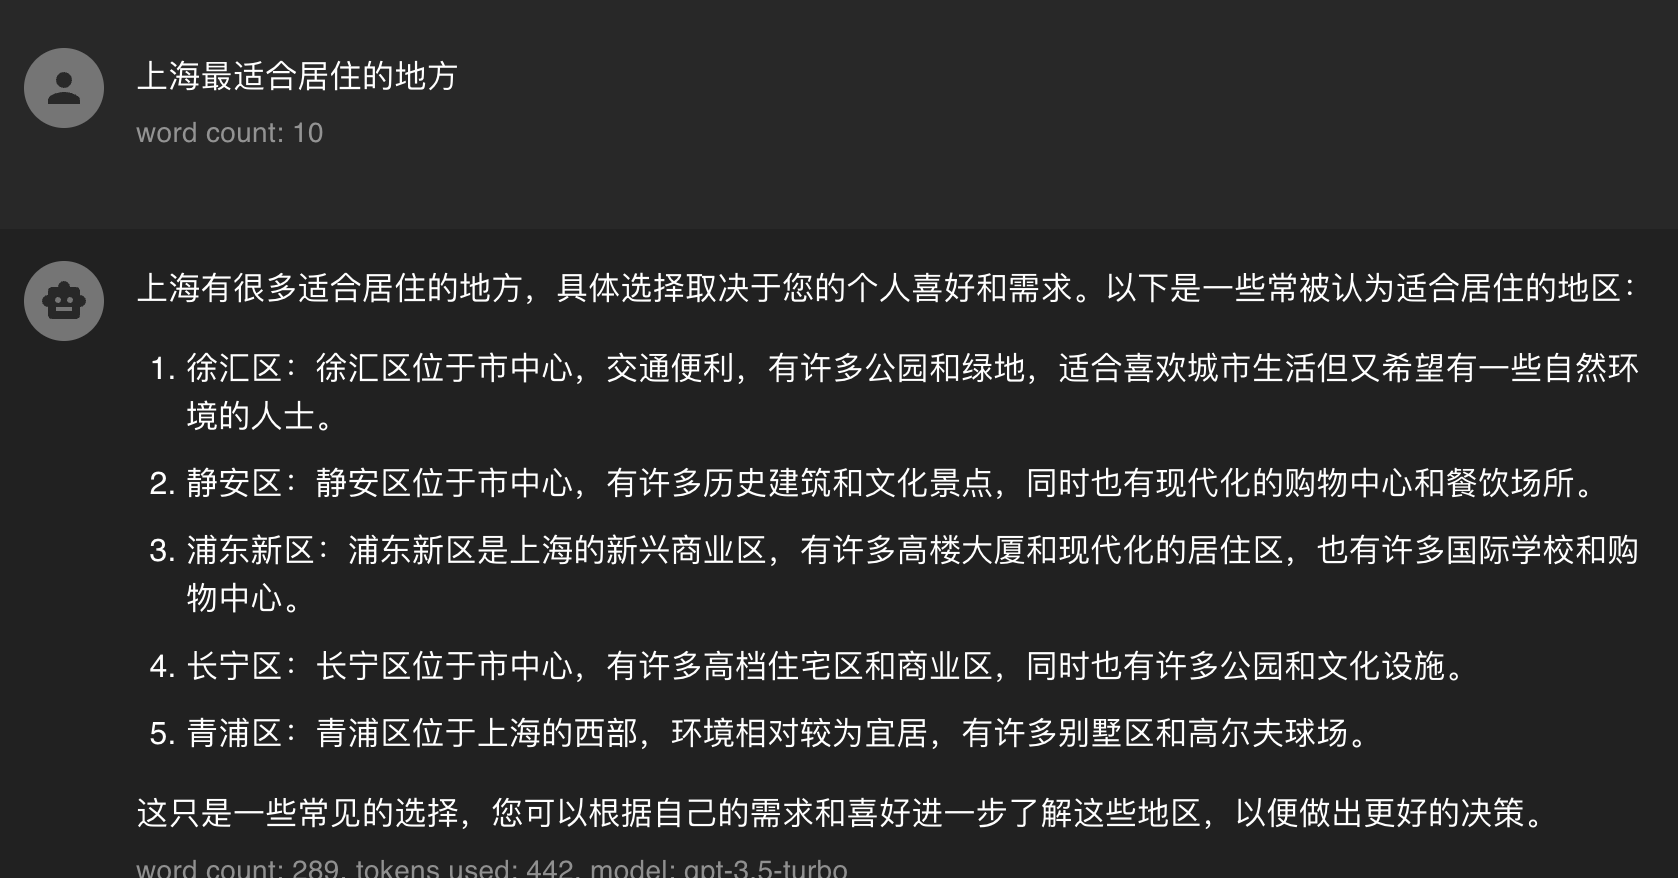 上海最适合居住的地方
word count: 10
上海有很多适合居住的地方，具体选择取决于您的个人喜好和需求。以下是一些常被认为适合居住的地区：
1. 徐汇区：徐汇区位于市中心，交通便利，有许多公园和绿地，适合喜欢城市生活但又希望有一些自然环
境的人士。
2. 静安区：静安区位于市中心，有许多历史建筑和文化景点，同时也有现代化的购物中心和餐饮场所。
3. 浦东新区：浦东新区是上海的新兴商业区，有许多高楼大厦和现代化的居住区，也有许多国际学校和购
物中心。
4. 长宁区：长宁区位于市中心，有许多高档住宅区和商业区，同时也有许多公园和文化设施。
5. 青浦区：青浦区位于上海的西部，环境相对较为宜居，有许多别墅区和高尔夫球场。
这只是一些常见的选择，您可以根据自己的需求和喜好进一步了解这些地区，以便做出更好的决策。
word count: 289, tokens used: 442, model: gpt-3.5-turbo